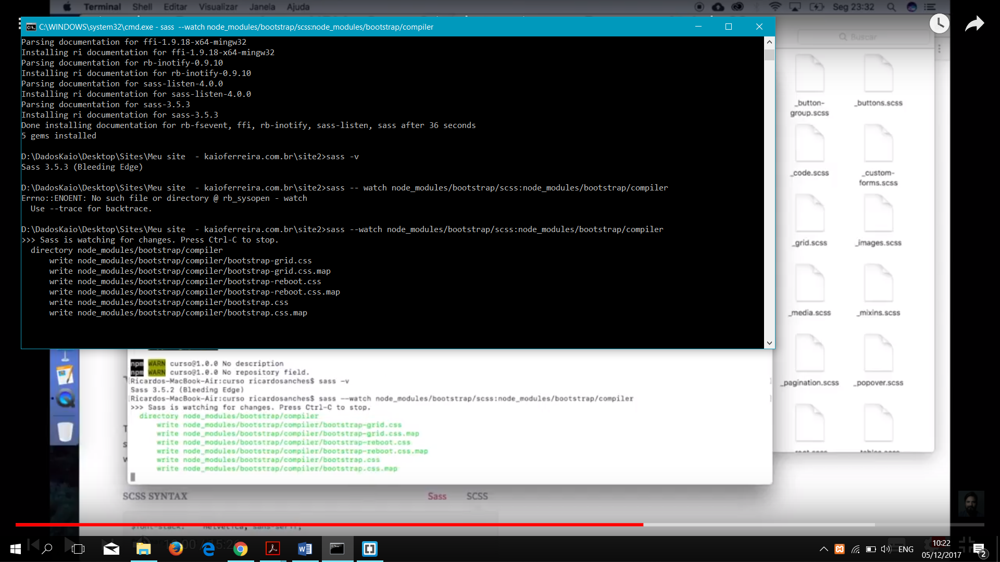 Terminal Shell Editar Visualizar Janela Ajuda
Seg 23:32
C:\WINDOWS\system32\cmd.exe - sass  --watch node_modules/bootstrap/scss:node_modules/bootstrap/compiler
Buscar
Parsing documentation for ffi-1.9.18-x64-mingw32
Installing ri documentation for ffi-1.9.18-x64-mingw32
Parsing documentation for rb-inotify-0.9.10
Installing ri documentation for rb-inotify-0.9.10
Parsing documentation for sass-listen-4.0.0
Installing ri documentation for sass-listen-4.0.0
Parsing documentation for sass-3.5.3
Installing ri documentation for sass-3.5.3
Done installing documentation for rb-fsevent, ffi, rb-inotify, sass-listen, sass after 36 seconds
5 gems installed
D:\DadosKaio\Desktop\Sites\Meu site  - kaioferreira.com.br\site2>sass -v
Sass 3.5.3 (Bleeding Edge)
D:\DadosKaio\Desktop\Sites\Meu site  - kaioferreira.com.br\site2>sass -- watch node_modules/bootstrap/scss:node_modules/bootstrap/compiler
Errno::ENOENT: No such file or directory @ rb_sysopen - watch
  Use --trace for backtrace.
D:\DadosKaio\Desktop\Sites\Meu site  - kaioferreira.com.br\site2>sass --watch node_modules/bootstrap/scss:node_modules/bootstrap/compiler
>>> Sass is watching for changes. Press Ctrl-C to stop.
  directory node_modules/bootstrap/compiler
      write node_modules/bootstrap/compiler/bootstrap-grid.css
      write node_modules/bootstrap/compiler/bootstrap-grid.css.map
      write node_modules/bootstrap/compiler/bootstrap-reboot.css
      write node_modules/bootstrap/compiler/bootstrap-reboot.css.map
      write node_modules/bootstrap/compiler/bootstrap.css
      write node_modules/bootstrap/compiler/bootstrap.css.map
_button-
group.scss
_buttons.scss
_code.scss
_custom-
forms.scss
_grid.scss
_images.scss
_media.scss
_mixins.scss
_pagination.scss
_popover.scss
npm WARN curso@1.0.0 No description
npm WARN curso@1.0.0 No repository field.
Ricardos-MacBook-Air:curso ricardosanches$ sass -v
Sass 3.5.2 (Bleeding Edge)
Ricardos-MacBook-Air:curso ricardosanches$ sass --watch node_modules/bootstrap/scss:node_modules/bootstrap/compiler
>>> Sass is watching for changes. Press Ctrl-C to stop.
  directory node_modules/bootstrap/compiler
      write node_modules/bootstrap/compiler/bootstrap-grid.css
      write node_modules/bootstrap/compiler/bootstrap-grid.css.map
      write node_modules/bootstrap/compiler/bootstrap-reboot.css
      write node_modules/bootstrap/compiler/bootstrap-reboot.css.map
      write node_modules/bootstrap/compiler/bootstrap.css
      write node_modules/bootstrap/compiler/bootstrap.css.map
SCSS SYNTAX
Sass SCSS
ENG
10:22
05/12/2017
2